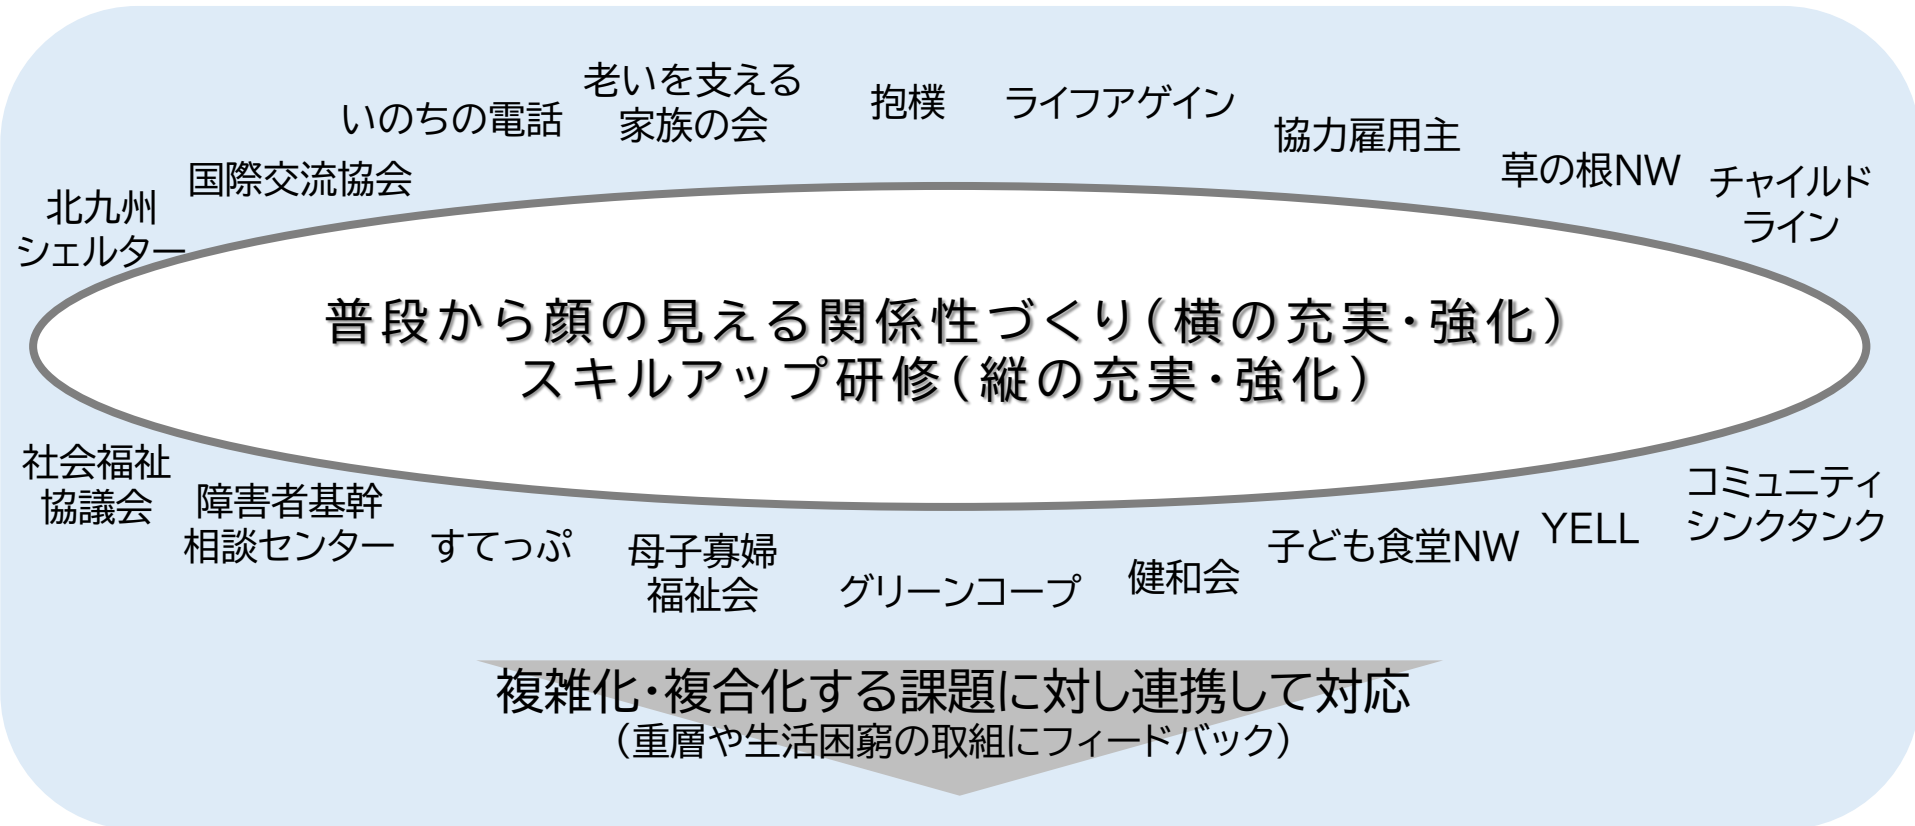 老いを支える
家族の会
いのちの電話
抱樸
ライフアゲイン
協力雇用主
草の根NW
チャイルド
ライン
国際交流協会
北九州
シェルター
普段から顔の見える関係性づくり(横の充実・強化)
スキルアップ研修(縦の充実・強化)
社会福祉
協議会
障害者基幹
相談センター
すてっぷ
母子寡婦
福祉会
グリーンコープ
健和会
子ども食堂NW
YELL
コミュニティ
シンクタンク
複雑化・複合化する課題に対し連携して対応
(重層や生活困窮の取組にフィードバック)